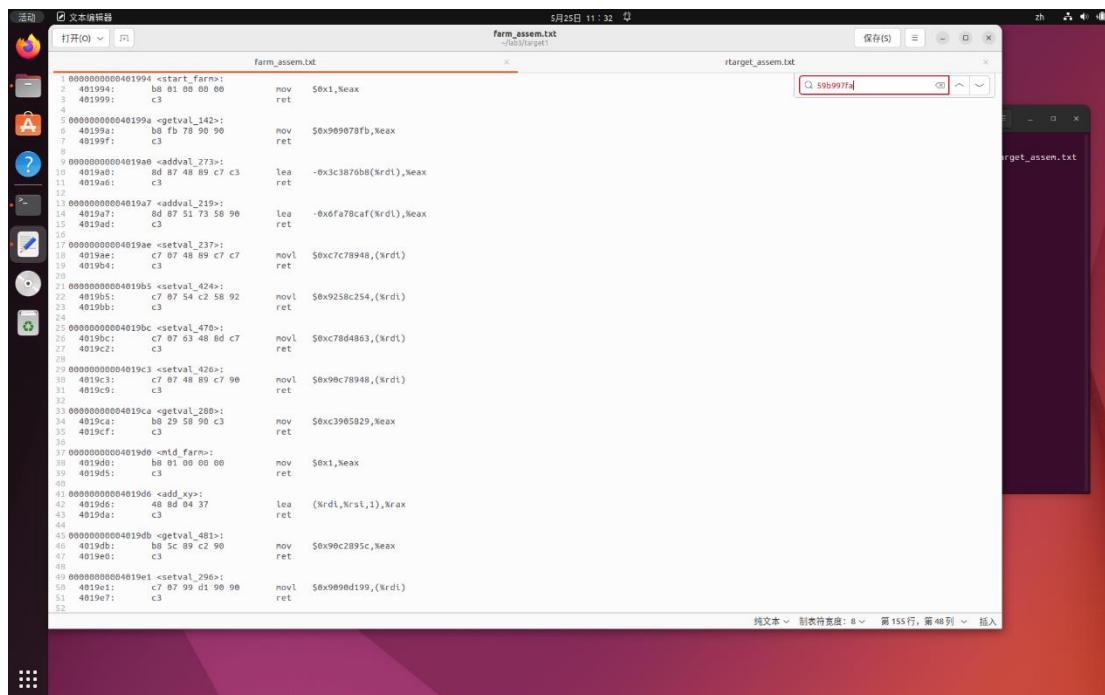 活动 文本编辑器 5月25日 11：32 zh
打开(O) farm_assem.txt 保存(S)
~/lab3/target1
farm_assem.txt × rtarget_assem.txt ×
59b997fa
1 0000000000401994 <start_farm>:
2 401994: b8 01 00 00 00 mov $0x1,%eax
3 401999: c3 ret
4
5 000000000040199a <getval_142>:
6 40199a: b8 fb 78 90 90 mov $0x909078fb,%eax
7 40199f: c3 ret
8
9 00000000004019a0 <addval_273>:
10 4019a0: 8d 87 48 89 c7 c3 lea -0x3c3876b8(%rdi),%eax
11 4019a6: c3 ret
12
13 00000000004019a7 <addval_219>:
14 4019a7: 8d 87 51 73 58 90 lea -0x6fa78caf(%rdi),%eax
15 4019ad: c3 ret
16
17 00000000004019ae <setval_237>:
18 4019ae: c7 07 48 89 c7 c7 movl $0xc7c78948,(%rdi)
19 4019b4: c3 ret
20
21 00000000004019b5 <setval_424>:
22 4019b5: c7 07 54 c2 58 92 movl $0x9258c254,(%rdi)
23 4019bb: c3 ret
24
25 00000000004019bc <setval_470>:
26 4019bc: c7 07 63 48 8d c7 movl $0xc78d4863,(%rdi)
27 4019c2: c3 ret
28
29 00000000004019c3 <setval_426>:
30 4019c3: c7 07 48 89 c7 90 movl $0x90c78948,(%rdi)
31 4019c9: c3 ret
32
33 00000000004019ca <getval_280>:
34 4019ca: b8 29 58 90 c3 mov $0xc3905829,%eax
35 4019cf: c3 ret
36
37 00000000004019d0 <mid_farm>:
38 4019d0: b8 01 00 00 00 mov $0x1,%eax
39 4019d5: c3 ret
40
41 00000000004019d6 <add_xy>:
42 4019d6: 48 8d 04 37 lea (%rdi,%rsi,1),%rax
43 4019da: c3 ret
44
45 00000000004019db <getval_481>:
46 4019db: b8 5c 89 c2 90 mov $0x90c2895c,%eax
47 4019e0: c3 ret
48
49 00000000004019e1 <setval_296>:
50 4019e1: c7 07 99 d1 90 90 movl $0x9090d199,(%rdi)
51 4019e7: c3 ret
52
纯文本 制表符宽度：8 第 155 行，第 48 列 插入